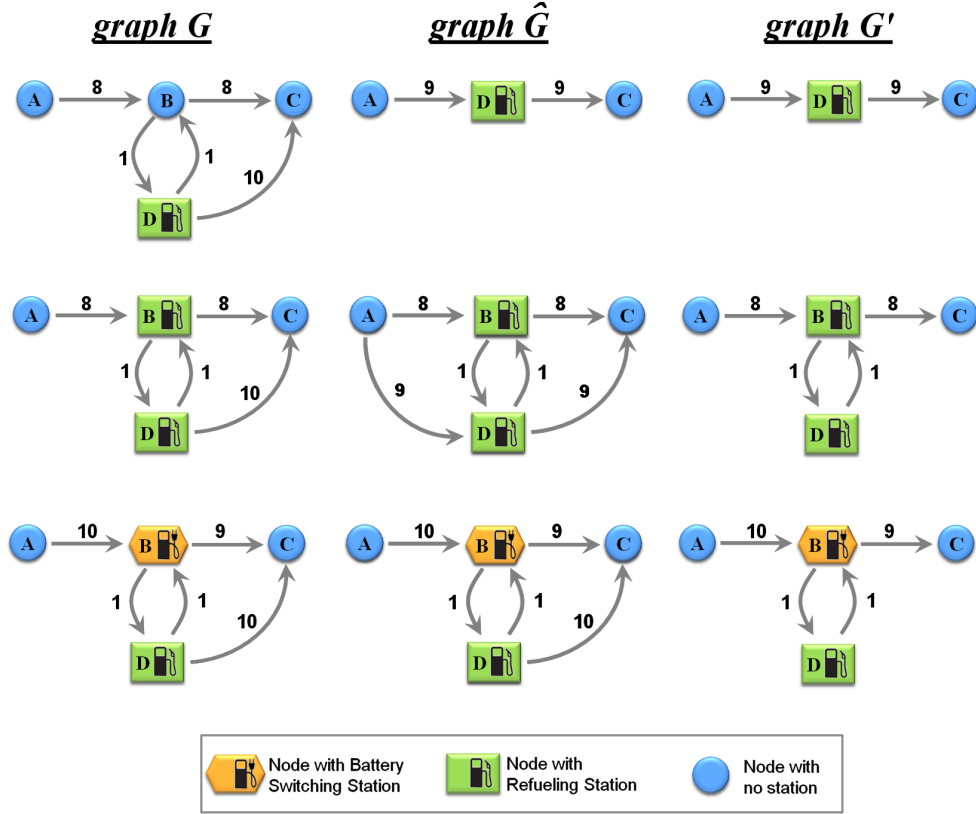 graph G
graph Ĝ
graph G'
A 8 B 8 C
1 1 10
D
A 9 D 9 C
A 9 D 9 C
A 8 B 8 C
1 1 10
D
A 8 B 8 C
9 1 1 9
D
A 8 B 8 C
1 1
D
A 10 B 9 C
1 1 10
D
A 10 B 9 C
1 1 10
D
A 10 B 9 C
1 1
D
Node with Battery
Switching Station
Node with
Refueling Station
Node with
no station